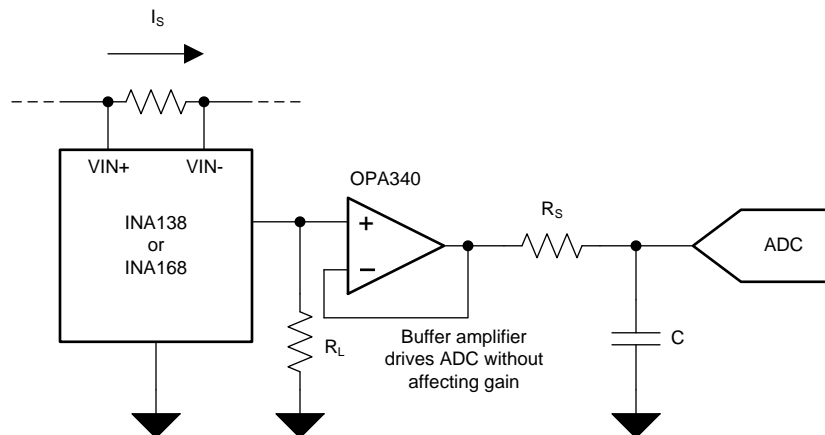 I_S
VIN+ VIN-
INA138
or
INA168
OPA340
+
−
R_L
Buffer amplifier
drives ADC without
affecting gain
R_S
C
ADC